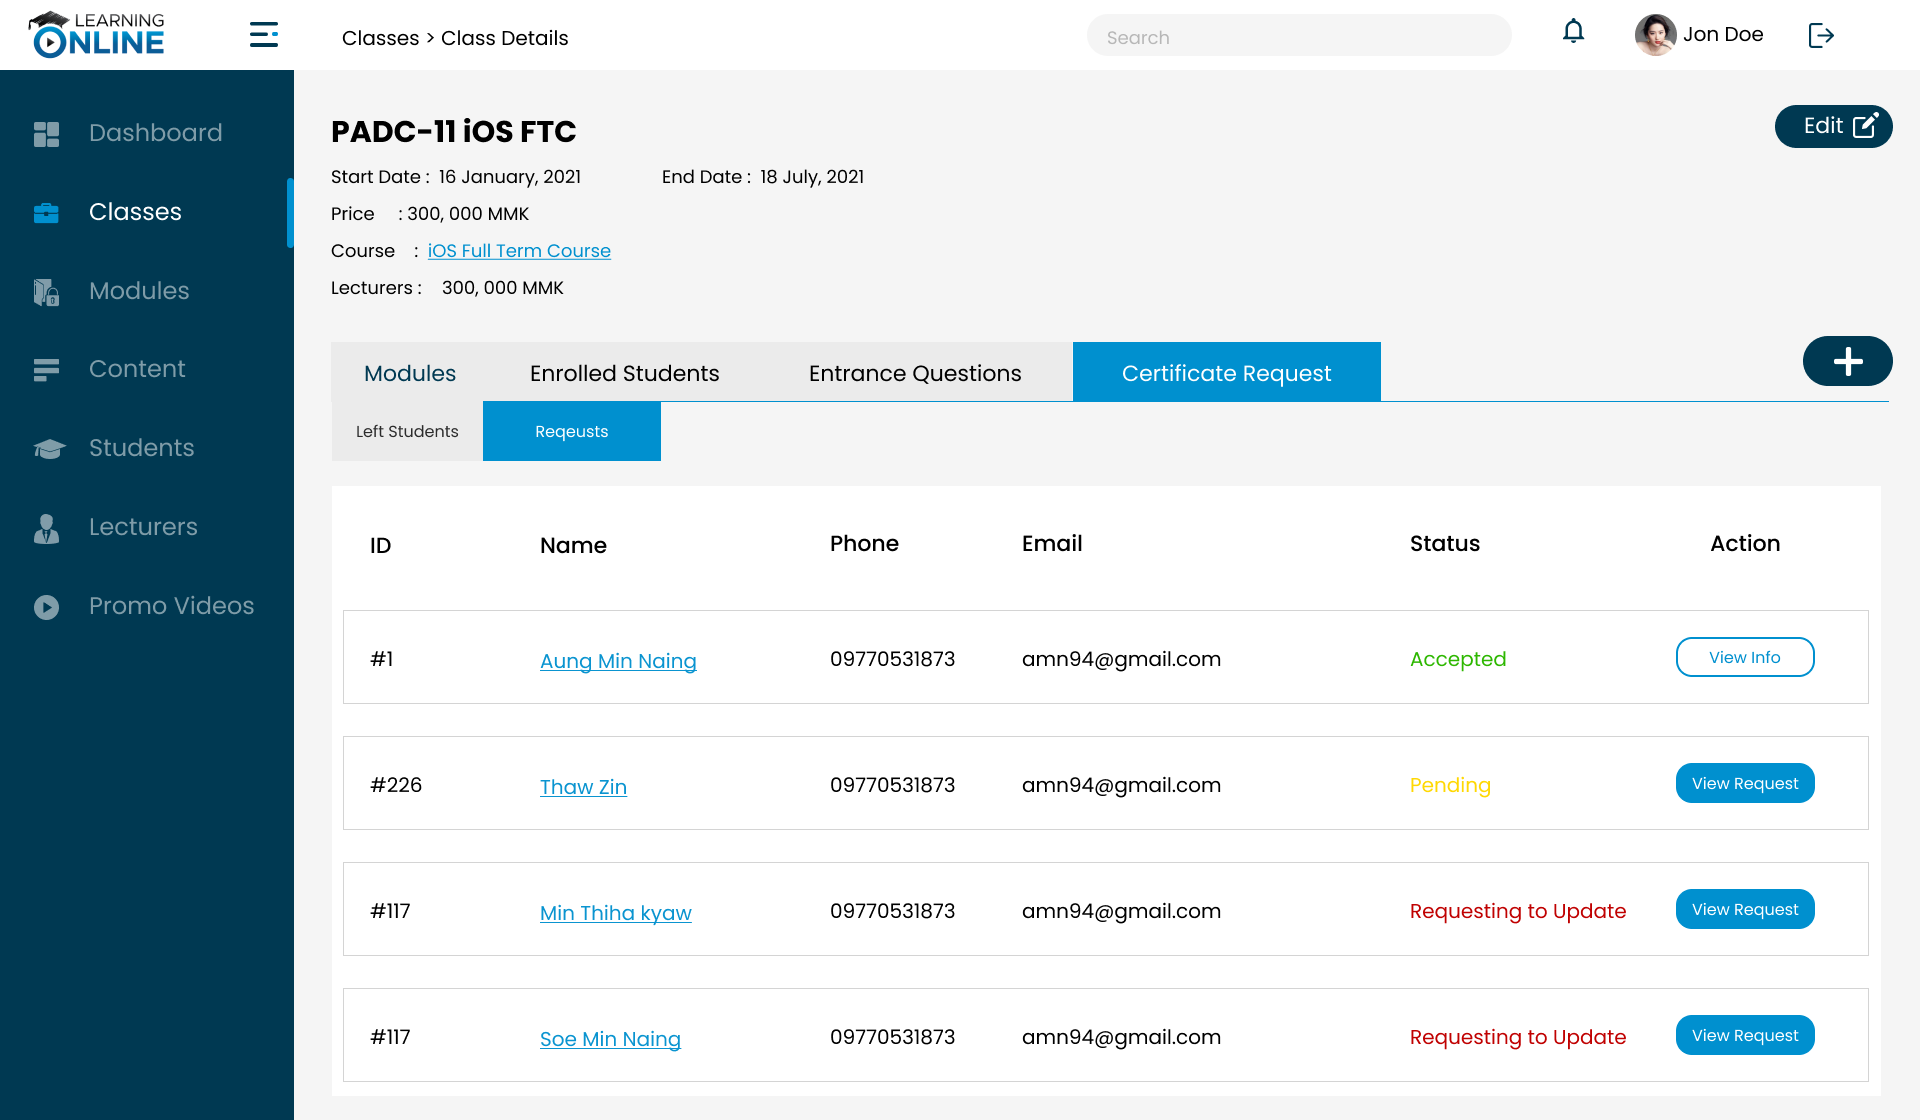 LEARNING
ONLINE
Classes > Class Details
Search
Jon Doe
Dashboard
Classes
Modules
Content
Students
Lecturers
Promo Videos
PADC-11 iOS FTC
Edit
Start Date : 16 January, 2021 End Date : 18 July, 2021
Price : 300, 000 MMK
Course : iOS Full Term Course
Lecturers : 300, 000 MMK
Modules Enrolled Students Entrance Questions Certificate Request
Left Students Reqeusts
ID Name Phone Email Status Action
#1 Aung Min Naing 09770531873 amn94@gmail.com Accepted View Info
#226 Thaw Zin 09770531873 amn94@gmail.com Pending View Request
#117 Min Thiha kyaw 09770531873 amn94@gmail.com Requesting to Update View Request
#117 Soe Min Naing 09770531873 amn94@gmail.com Requesting to Update View Request